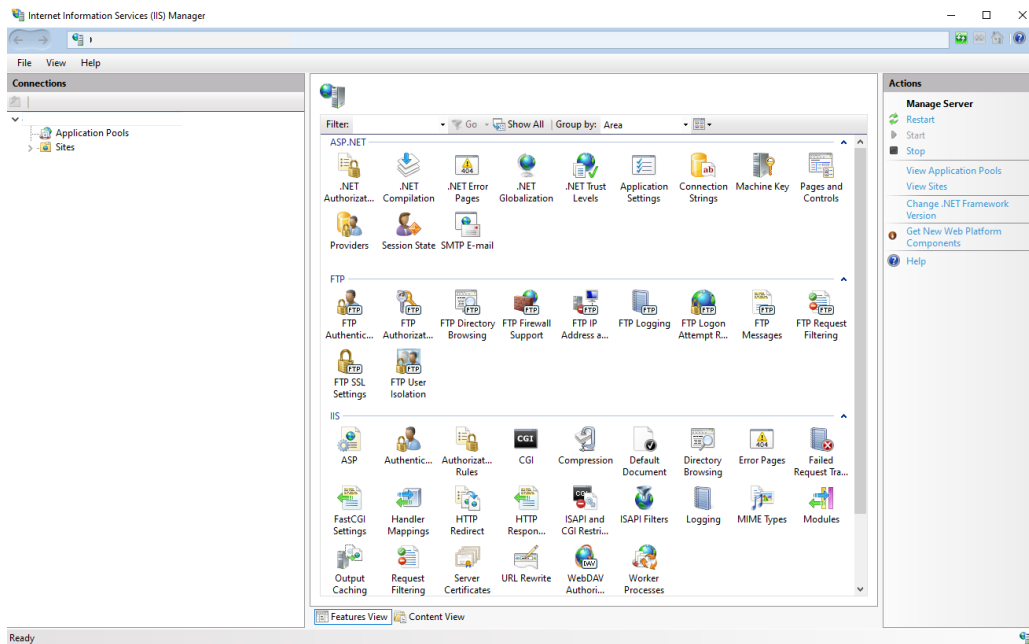 Internet Information Services (IIS) Manager
File View Help
Connections
Application Pools
Sites
Filter: Go Show All Group by: Area
ASP.NET
.NET Authorizat...
.NET Compilation
.NET Error Pages
.NET Globalization
.NET Trust Levels
Application Settings
Connection Strings
Machine Key
Pages and Controls
Providers
Session State
SMTP E-mail
FTP
FTP Authentic...
FTP Authorizat...
FTP Directory Browsing
FTP Firewall Support
FTP IP Address a...
FTP Logging
FTP Logon Attempt R...
FTP Messages
FTP Request Filtering
FTP SSL Settings
FTP User Isolation
IIS
ASP
Authentic...
Authorizat... Rules
CGI
Compression
Default Document
Directory Browsing
Error Pages
Failed Request Tra...
FastCGI Settings
Handler Mappings
HTTP Redirect
HTTP Respon...
ISAPI and CGI Restri...
ISAPI Filters
Logging
MIME Types
Modules
Output Caching
Request Filtering
Server Certificates
URL Rewrite
WebDAV Authori...
Worker Processes
Features View Content View
Actions
Manage Server
Restart
Start
Stop
View Application Pools
View Sites
Change .NET Framework
Version
Get New Web Platform
Components
Help
Ready